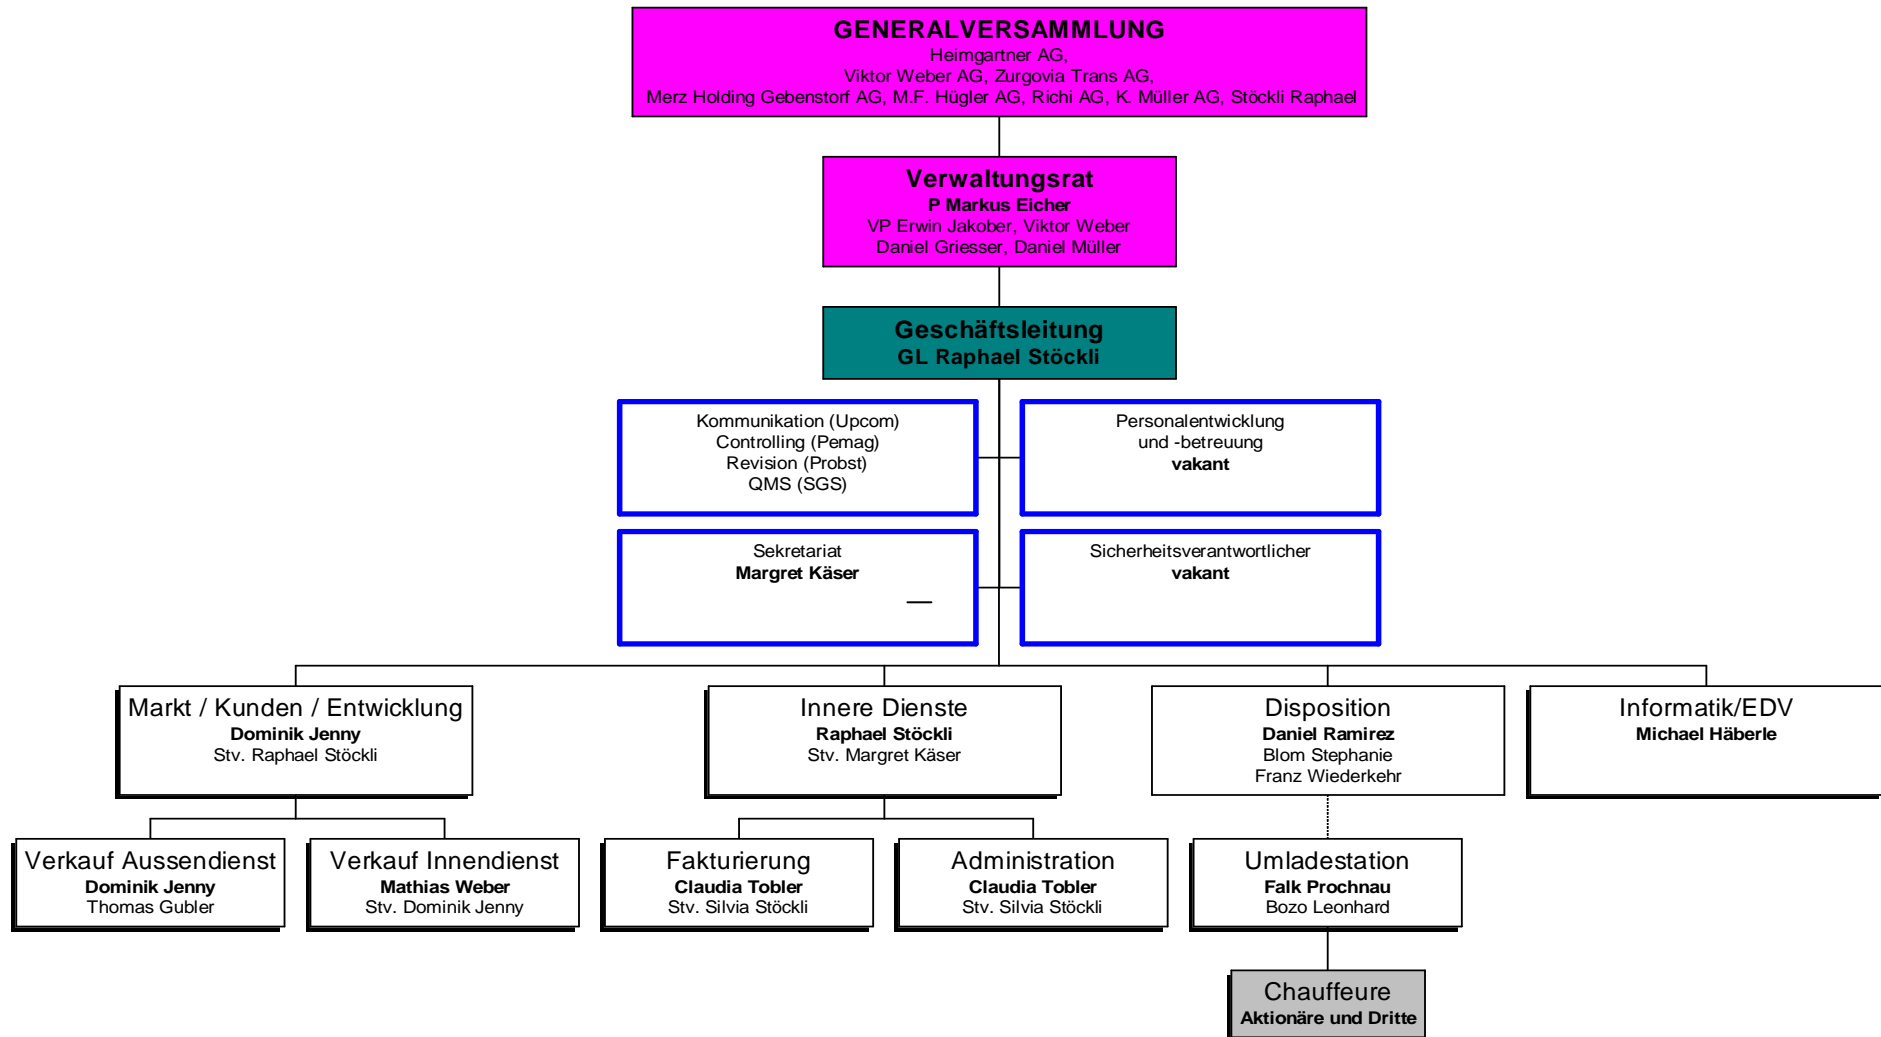 GENERALVERSAMMLUNG
Heimgartner AG,
Viktor Weber AG, Zurgovia Trans AG,
Merz Holding Gebenstorf AG, M.F. Hügler AG, Richi AG, K. Müller AG, Stöckli Raphael
Verwaltungsrat
P Markus Eicher
VP Erwin Jakober, Viktor Weber
Daniel Griesser, Daniel Müller
Geschäftsleitung
GL Raphael Stöckli
Kommunikation (Upcom)
Controlling (Pemag)
Revision (Probst)
QMS (SGS)
Personalentwicklung
und -betreuung
vakant
Sekretariat
Margret Käser
Sicherheitsverantwortlicher
vakant
Markt / Kunden / Entwicklung
Dominik Jenny
Stv. Raphael Stöckli
Innere Dienste
Raphael Stöckli
Stv. Margret Käser
Disposition
Daniel Ramirez
Blom Stephanie
Franz Wiederkehr
Informatik/EDV
Michael Häberle
Verkauf Aussendienst
Dominik Jenny
Thomas Gubler
Verkauf Innendienst
Mathias Weber
Stv. Dominik Jenny
Fakturierung
Claudia Tobler
Stv. Silvia Stöckli
Administration
Claudia Tobler
Stv. Silvia Stöckli
Umladestation
Falk Prochnau
Bozo Leonhard
Chauffeure
Aktionäre und Dritte